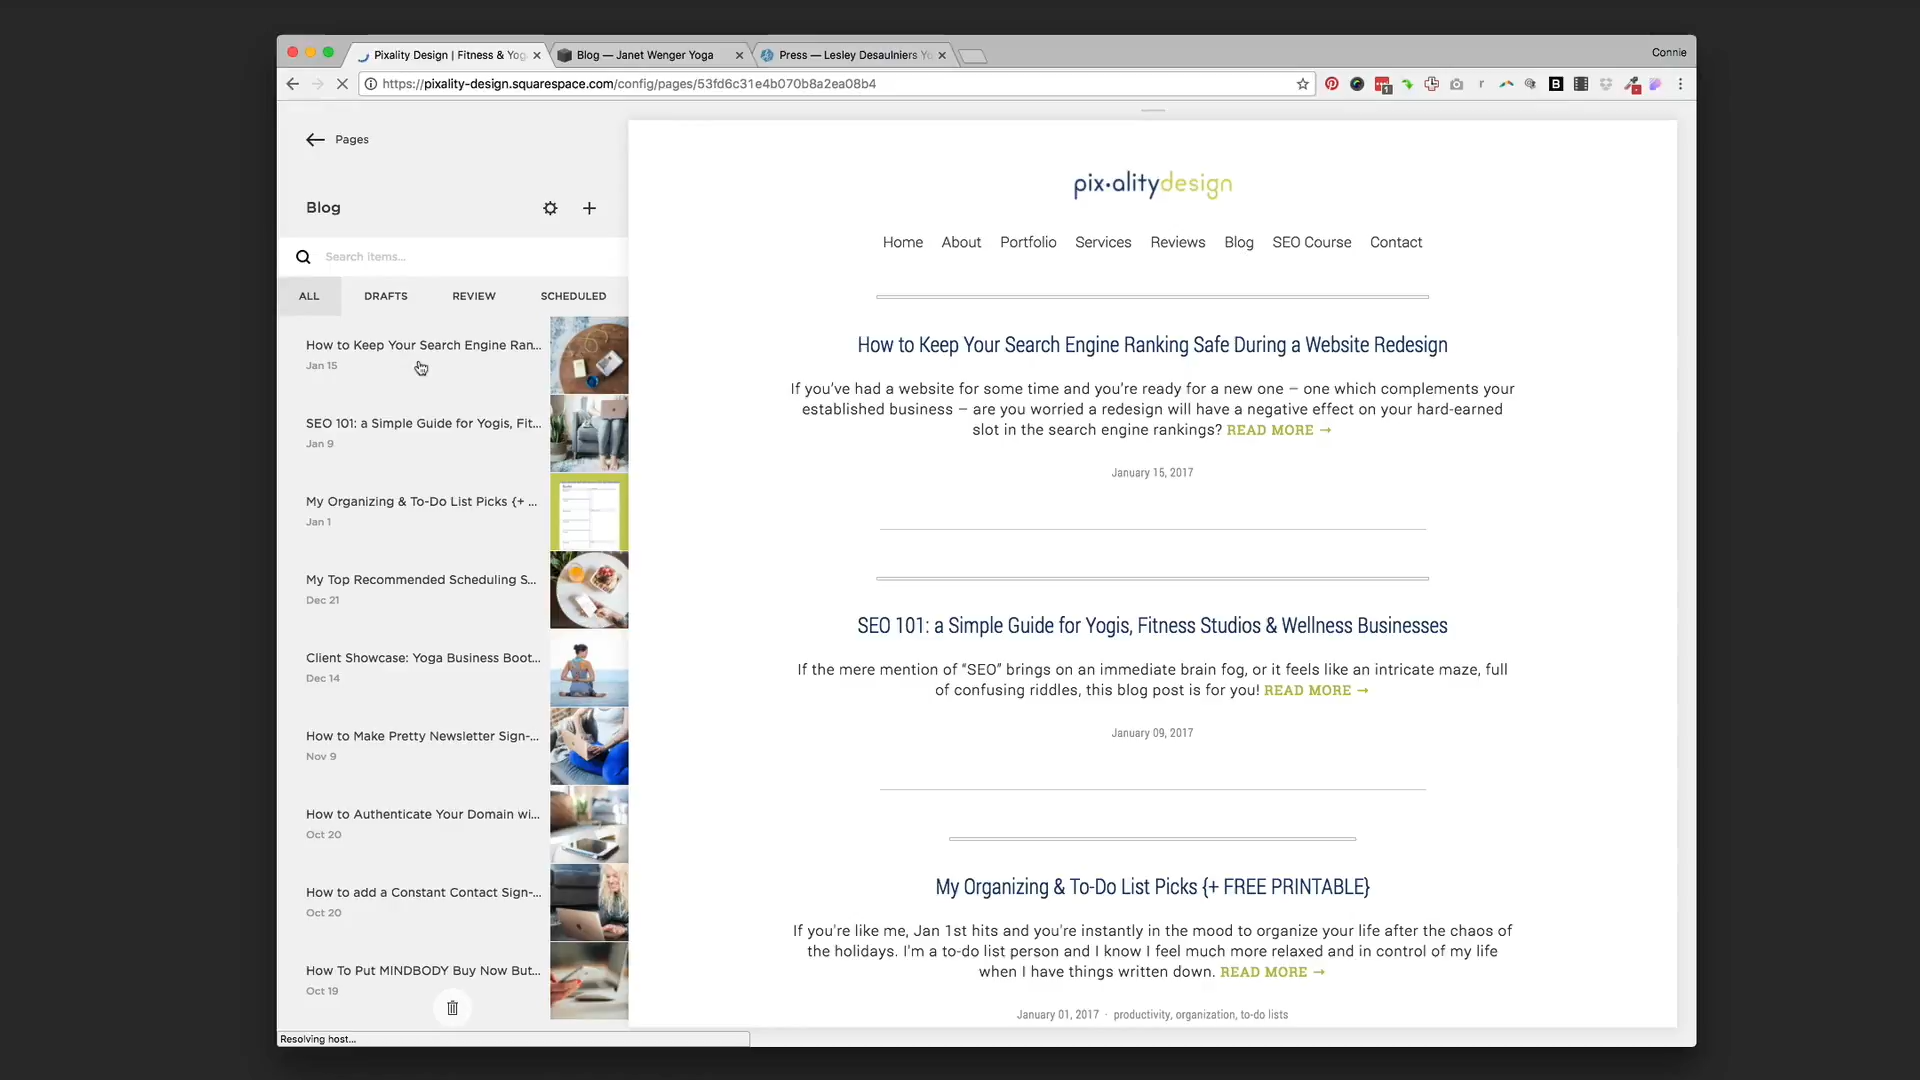 Pixality Design | Fitness & Yog
Blog — Janet Wenger Yoga
Press — Lesley Desaulniers Yo
Connie
https://pixality-design.squarespace.com/config/pages/53fd6c31e4b070b8a2ea08b4
Pages
Blog
Search items...
ALL
DRAFTS
REVIEW
SCHEDULED
How to Keep Your Search Engine Ran...
Jan 15
SEO 101: a Simple Guide for Yogis, Fit...
Jan 9
My Organizing & To-Do List Picks {+ ...
Jan 1
My Top Recommended Scheduling S...
Dec 21
Client Showcase: Yoga Business Boot...
Dec 14
How to Make Pretty Newsletter Sign-...
Nov 9
How to Authenticate Your Domain wi...
Oct 20
How to add a Constant Contact Sign-...
Oct 20
How To Put MINDBODY Buy Now But...
Oct 19
Resolving host...
pix·alitydesign
Home About Portfolio Services Reviews Blog SEO Course Contact
How to Keep Your Search Engine Ranking Safe During a Website Redesign
If you’ve had a website for some time and you’re ready for a new one – one which complements your
established business – are you worried a redesign will have a negative effect on your hard-earned
slot in the search engine rankings? READ MORE →
January 15, 2017
SEO 101: a Simple Guide for Yogis, Fitness Studios & Wellness Businesses
If the mere mention of “SEO” brings on an immediate brain fog, or it feels like an intricate maze, full
of confusing riddles, this blog post is for you! READ MORE →
January 09, 2017
My Organizing & To-Do List Picks {+ FREE PRINTABLE}
If you're like me, Jan 1st hits and you're instantly in the mood to organize your life after the chaos of
the holidays. I'm a to-do list person and I know I feel much more relaxed and in control of my life
when I have things written down. READ MORE →
January 01, 2017 · productivity, organization, to-do lists